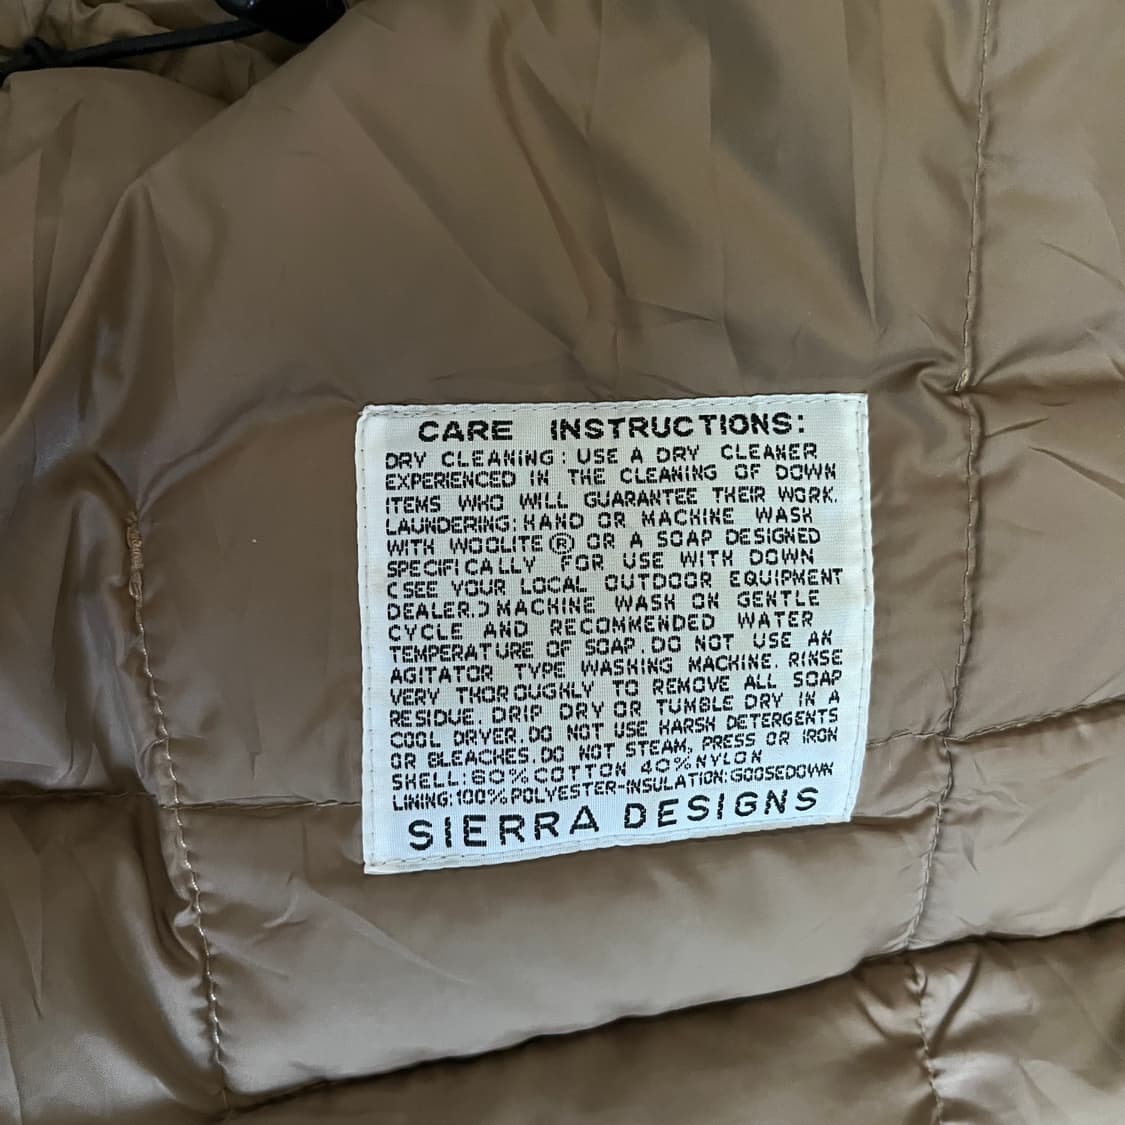 CARE INSTRUCTIONS:
DRY CLEANING: USE A DRY CLEANER
EXPERIENCED IN THE CLEANING OF DOWN
ITEMS WHO WILL GUARANTEE THEIR WORK.
LAUNDERING: HAND OR MACHINE WASH
WITH WOOLITE® OR A SOAP DESIGNED
SPECIFICALLY FOR USE WITH DOWN
(SEE YOUR LOCAL OUTDOOR EQUIPMENT
DEALER.) MACHINE WASH ON GENTLE
CYCLE AND RECOMMENDED WATER
TEMPERATURE OF SOAP. DO NOT USE AN
AGITATOR TYPE WASHING MACHINE. RINSE
VERY THOROUGHLY TO REMOVE ALL SOAP
RESIDUE. DRIP DRY OR TUMBLE DRY IN A
COOL DRYER. DO NOT USE HARSH DETERGENTS
OR BLEACHES. DO NOT STEAM, PRESS OR IRON
SHELL: 60% COTTON 40% NYLON
LINING: 100% POLYESTER-INSULATION: GOOSEDOWN
SIERRA DESIGNS